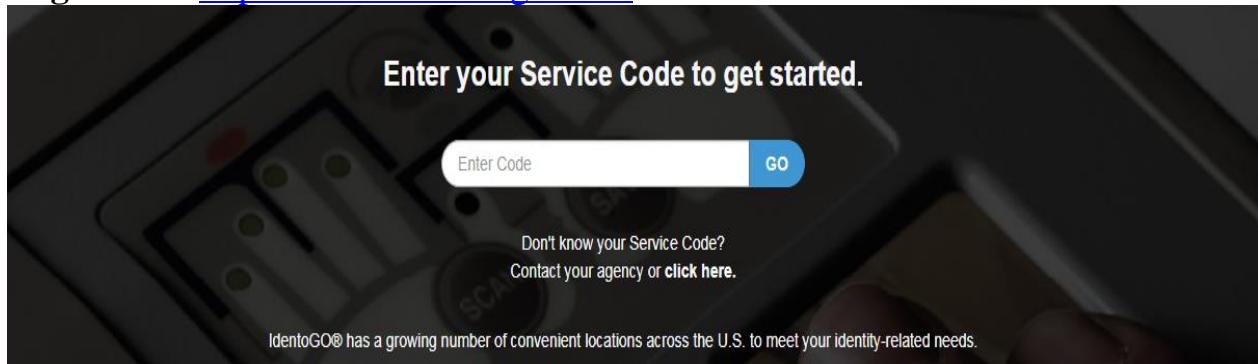 Enter your Service Code to get started.
Enter Code
GO
Don't know your Service Code?
Contact your agency or click here.
IdentoGO® has a growing number of convenient locations across the U.S. to meet your identity-related needs.